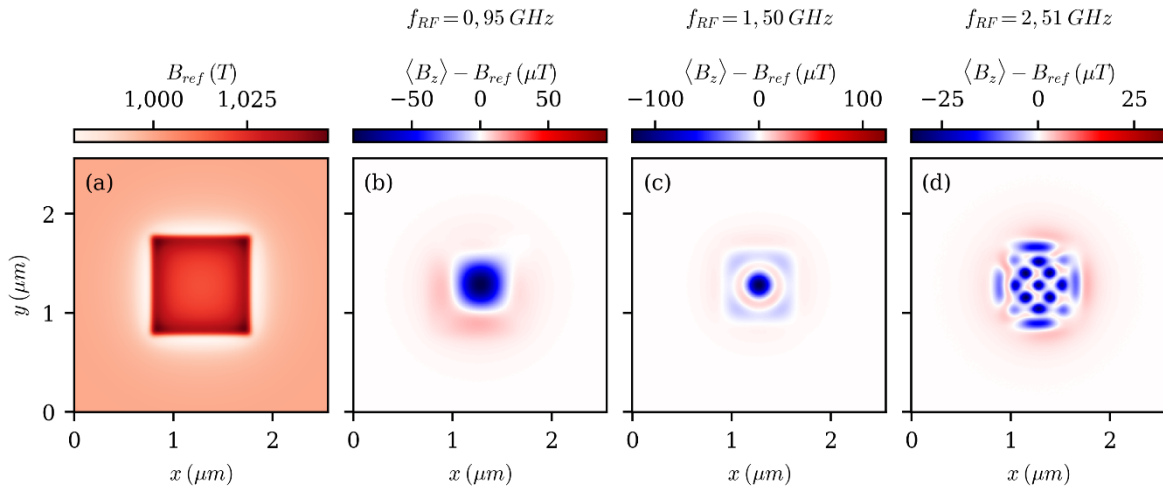 f_RF = 0, 95 GHz
f_RF = 1, 50 GHz
f_RF = 2, 51 GHz
B_ref (T)
⟨B_z⟩ − B_ref (μT)
⟨B_z⟩ − B_ref (μT)
⟨B_z⟩ − B_ref (μT)
1,000 1,025
−50 0 50
−100 0 100
−25 0 25
(a)
(b)
(c)
(d)
2
1
0
y (μm)
0 1 2
0 1 2
0 1 2
0 1 2
x (μm)
x (μm)
x (μm)
x (μm)